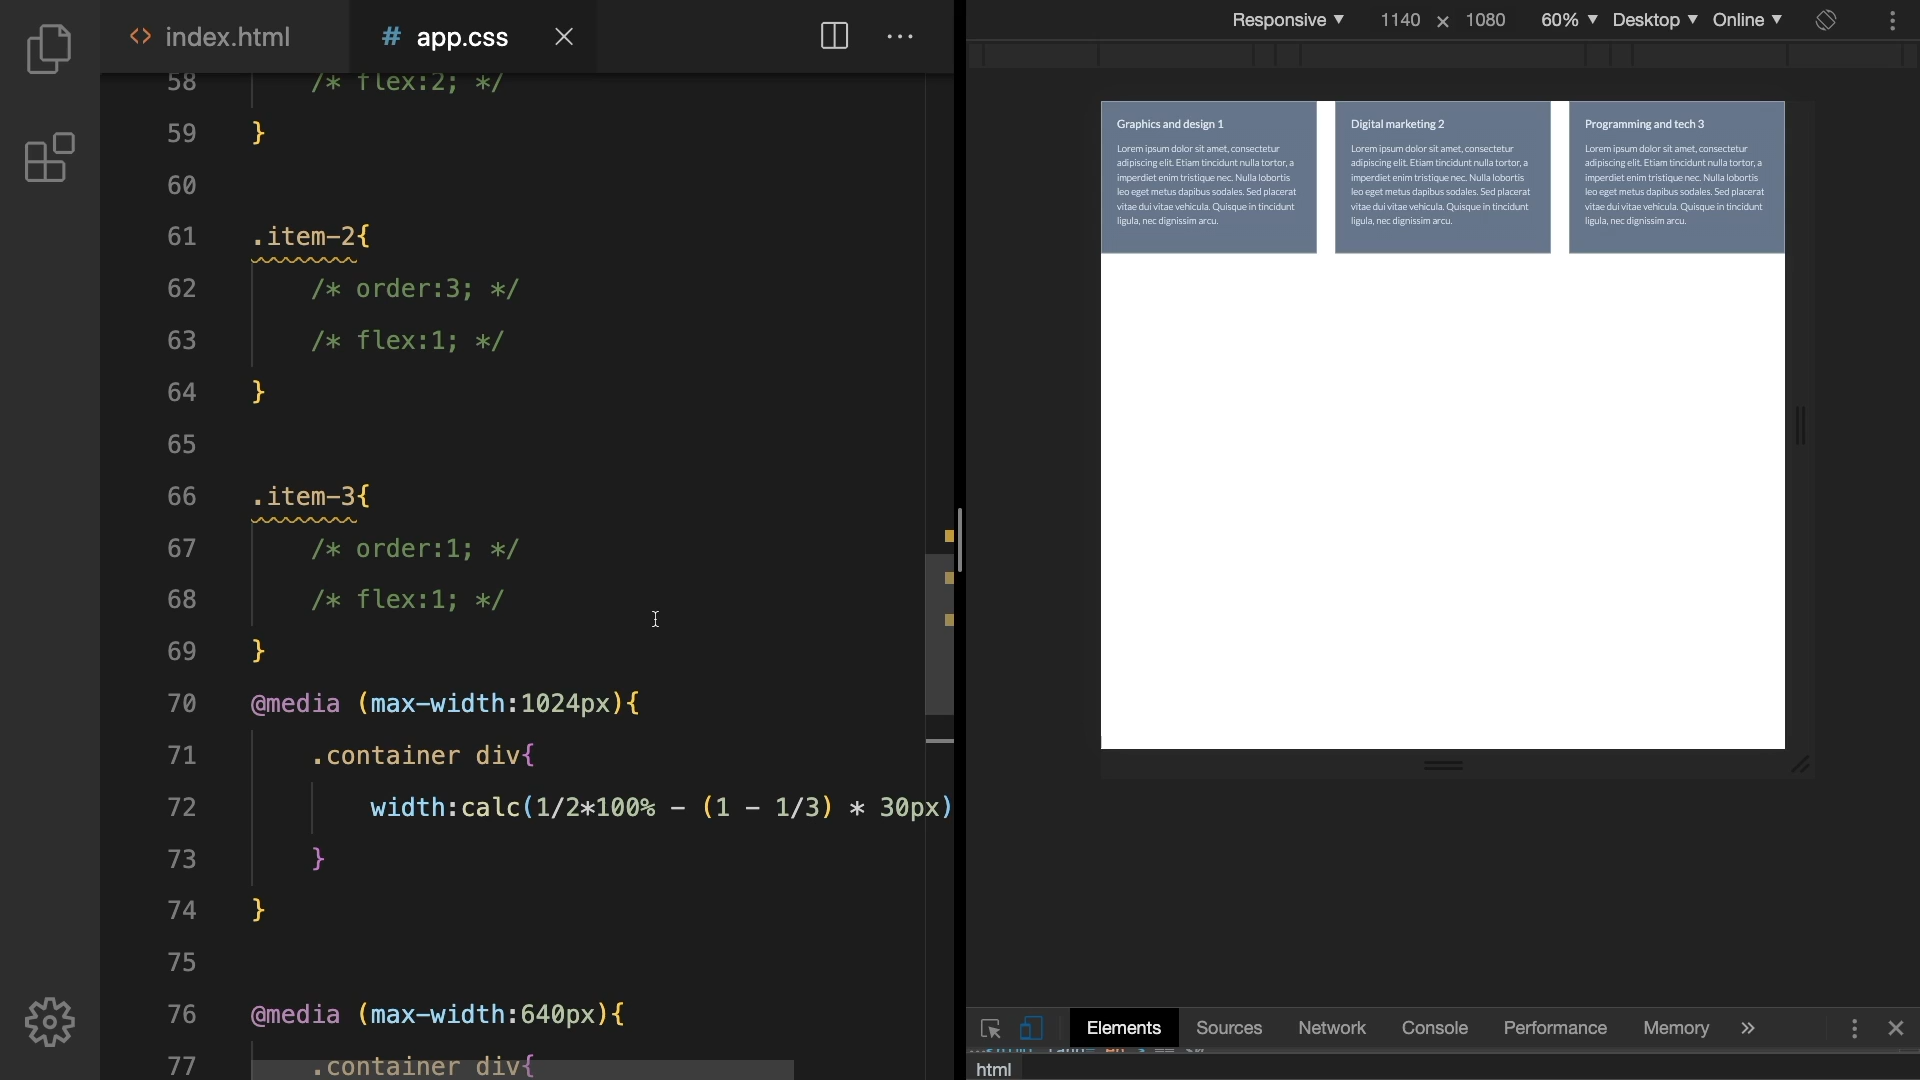 index.html
# app.css
Responsive 1140 × 1080 60% Desktop Online
58 /* flex:2; */
59 }
60
61 .item-2{
62 /* order:3; */
63 /* flex:1; */
64 }
65
66 .item-3{
67 /* order:1; */
68 /* flex:1; */
69 }
70 @media (max-width:1024px){
71 .container div{
72 width:calc(1/2*100% - (1 - 1/3) * 30px)
73 }
74 }
75
76 @media (max-width:640px){
77 .container div{
Graphics and design 1
Lorem ipsum dolor sit amet, consectetur
adipiscing elit. Etiam tincidunt nulla tortor, a
imperdiet enim tristique nec. Nulla lobortis
leo eget metus dapibus sodales. Sed placerat
vitae dui vitae vehicula. Quisque in tincidunt
ligula, nec dignissim arcu.
Digital marketing 2
Lorem ipsum dolor sit amet, consectetur
adipiscing elit. Etiam tincidunt nulla tortor, a
imperdiet enim tristique nec. Nulla lobortis
leo eget metus dapibus sodales. Sed placerat
vitae dui vitae vehicula. Quisque in tincidunt
ligula, nec dignissim arcu.
Programming and tech 3
Lorem ipsum dolor sit amet, consectetur
adipiscing elit. Etiam tincidunt nulla tortor, a
imperdiet enim tristique nec. Nulla lobortis
leo eget metus dapibus sodales. Sed placerat
vitae dui vitae vehicula. Quisque in tincidunt
ligula, nec dignissim arcu.
Elements Sources Network Console Performance Memory »
html